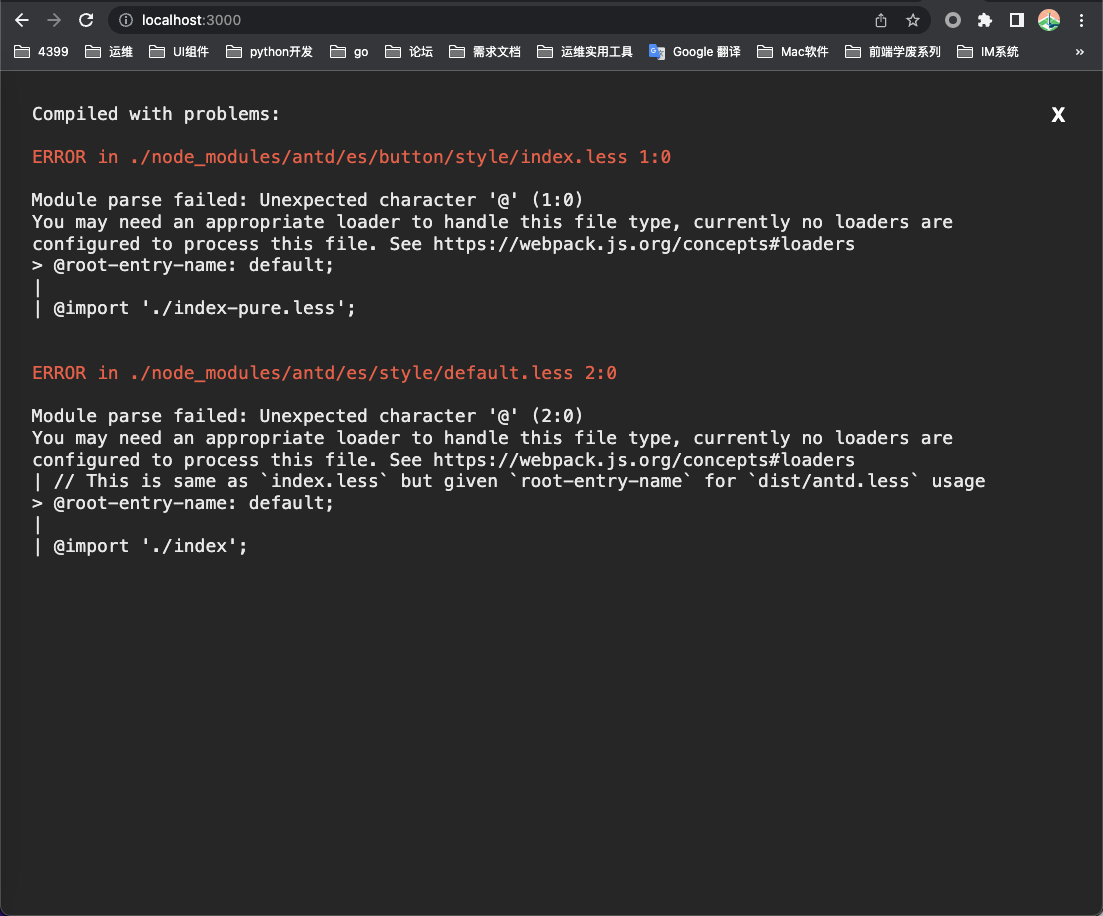 localhost:3000
4399 运维 UI组件 python开发 go 论坛 需求文档 运维实用工具 Google 翻译 Mac软件 前端学废系列 IM系统 »
Compiled with problems: X
ERROR in ./node_modules/antd/es/button/style/index.less 1:0
Module parse failed: Unexpected character '@' (1:0)
You may need an appropriate loader to handle this file type, currently no loaders are
configured to process this file. See https://webpack.js.org/concepts#loaders
> @root-entry-name: default;
|
| @import './index-pure.less';
ERROR in ./node_modules/antd/es/style/default.less 2:0
Module parse failed: Unexpected character '@' (2:0)
You may need an appropriate loader to handle this file type, currently no loaders are
configured to process this file. See https://webpack.js.org/concepts#loaders
| // This is same as `index.less` but given `root-entry-name` for `dist/antd.less` usage
> @root-entry-name: default;
|
| @import './index';